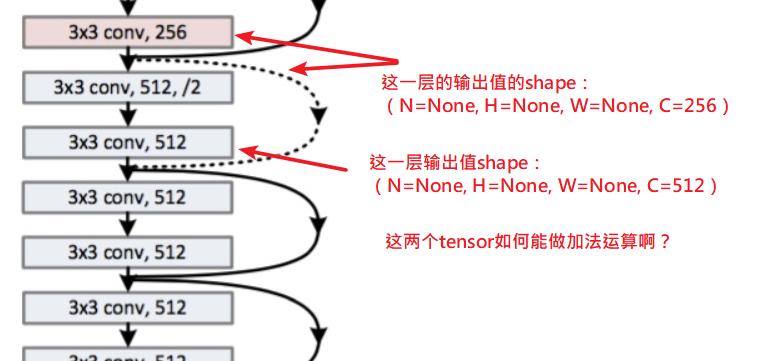 3x3 conv, 256
3x3 conv, 512, /2
3x3 conv, 512
3x3 conv, 512
3x3 conv, 512
3x3 conv, 512
3x3 conv, 512
这一层的输出值的shape：
（N=None, H=None, W=None, C=256）
这一层输出值shape：
（N=None, H=None, W=None, C=512）
这两个tensor如何能做加法运算啊？